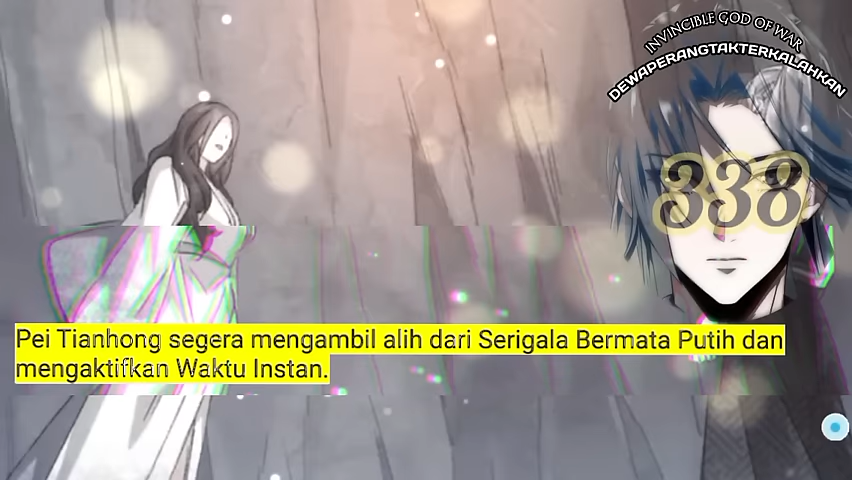 INVINCIBLE GOD OF WAR
DEWAPERANGTAKTERKALAHKAN
338
Pei Tianhong segera mengambil alih dari Serigala Bermata Putih dan
mengaktifkan Waktu Instan.